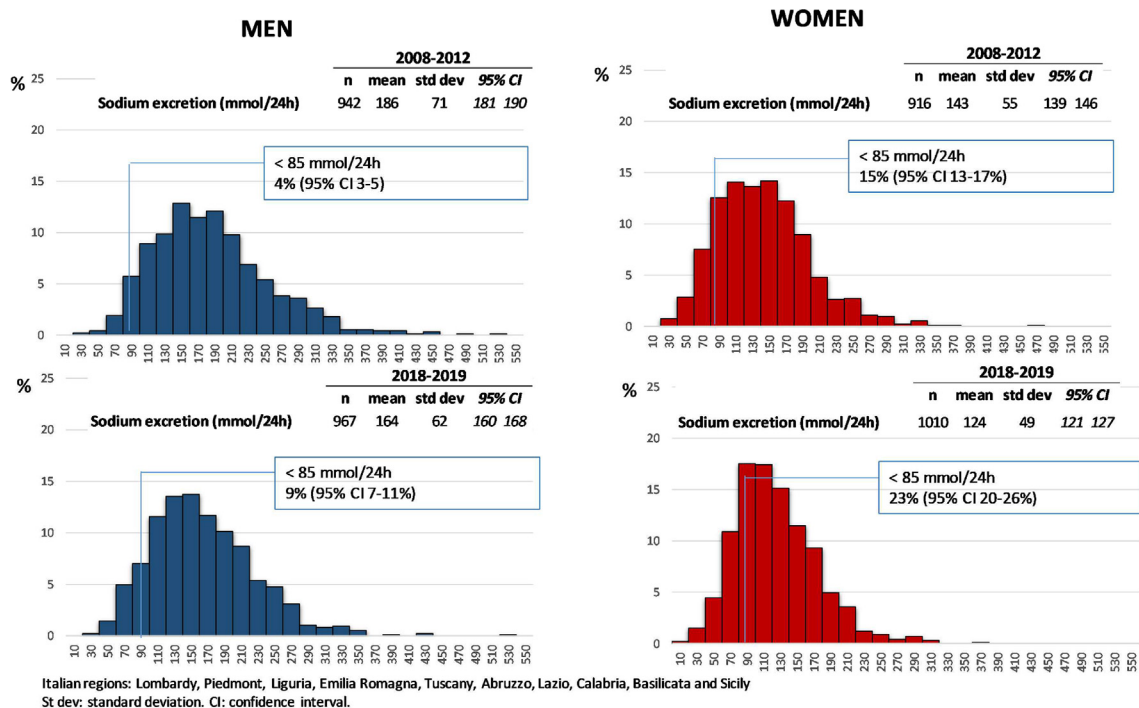 MEN
2008-2012
n mean std dev 95% CI
Sodium excretion (mmol/24h) 942 186 71 181 190
%
25
20
15
10
5
0
< 85 mmol/24h
4% (95% CI 3-5)
10 30 50 70 90 110 130 150 170 190 210 230 250 270 290 310 330 350 370 390 410 430 450 470 490 510 530 550
WOMEN
2008-2012
n mean std dev 95% CI
Sodium excretion (mmol/24h) 916 143 55 139 146
%
25
20
15
10
5
0
< 85 mmol/24h
15% (95% CI 13-17%)
10 30 50 70 90 110 130 150 170 190 210 230 250 270 290 310 330 350 370 390 410 430 450 470 490 510 530 550
2018-2019
n mean std dev 95% CI
Sodium excretion (mmol/24h) 967 164 62 160 168
%
25
20
15
10
5
0
< 85 mmol/24h
9% (95% CI 7-11%)
10 30 50 70 90 110 130 150 170 190 210 230 250 270 290 310 330 350 370 390 410 430 450 470 490 510 530 550
2018-2019
n mean std dev 95% CI
Sodium excretion (mmol/24h) 1010 124 49 121 127
%
25
20
15
10
5
0
< 85 mmol/24h
23% (95% CI 20-26%)
10 30 50 70 90 110 130 150 170 190 210 230 250 270 290 310 330 350 370 390 410 430 450 470 490 510 530 550
Italian regions: Lombardy, Piedmont, Liguria, Emilia Romagna, Tuscany, Abruzzo, Lazio, Calabria, Basilicata and Sicily
St dev: standard deviation. CI: confidence interval.